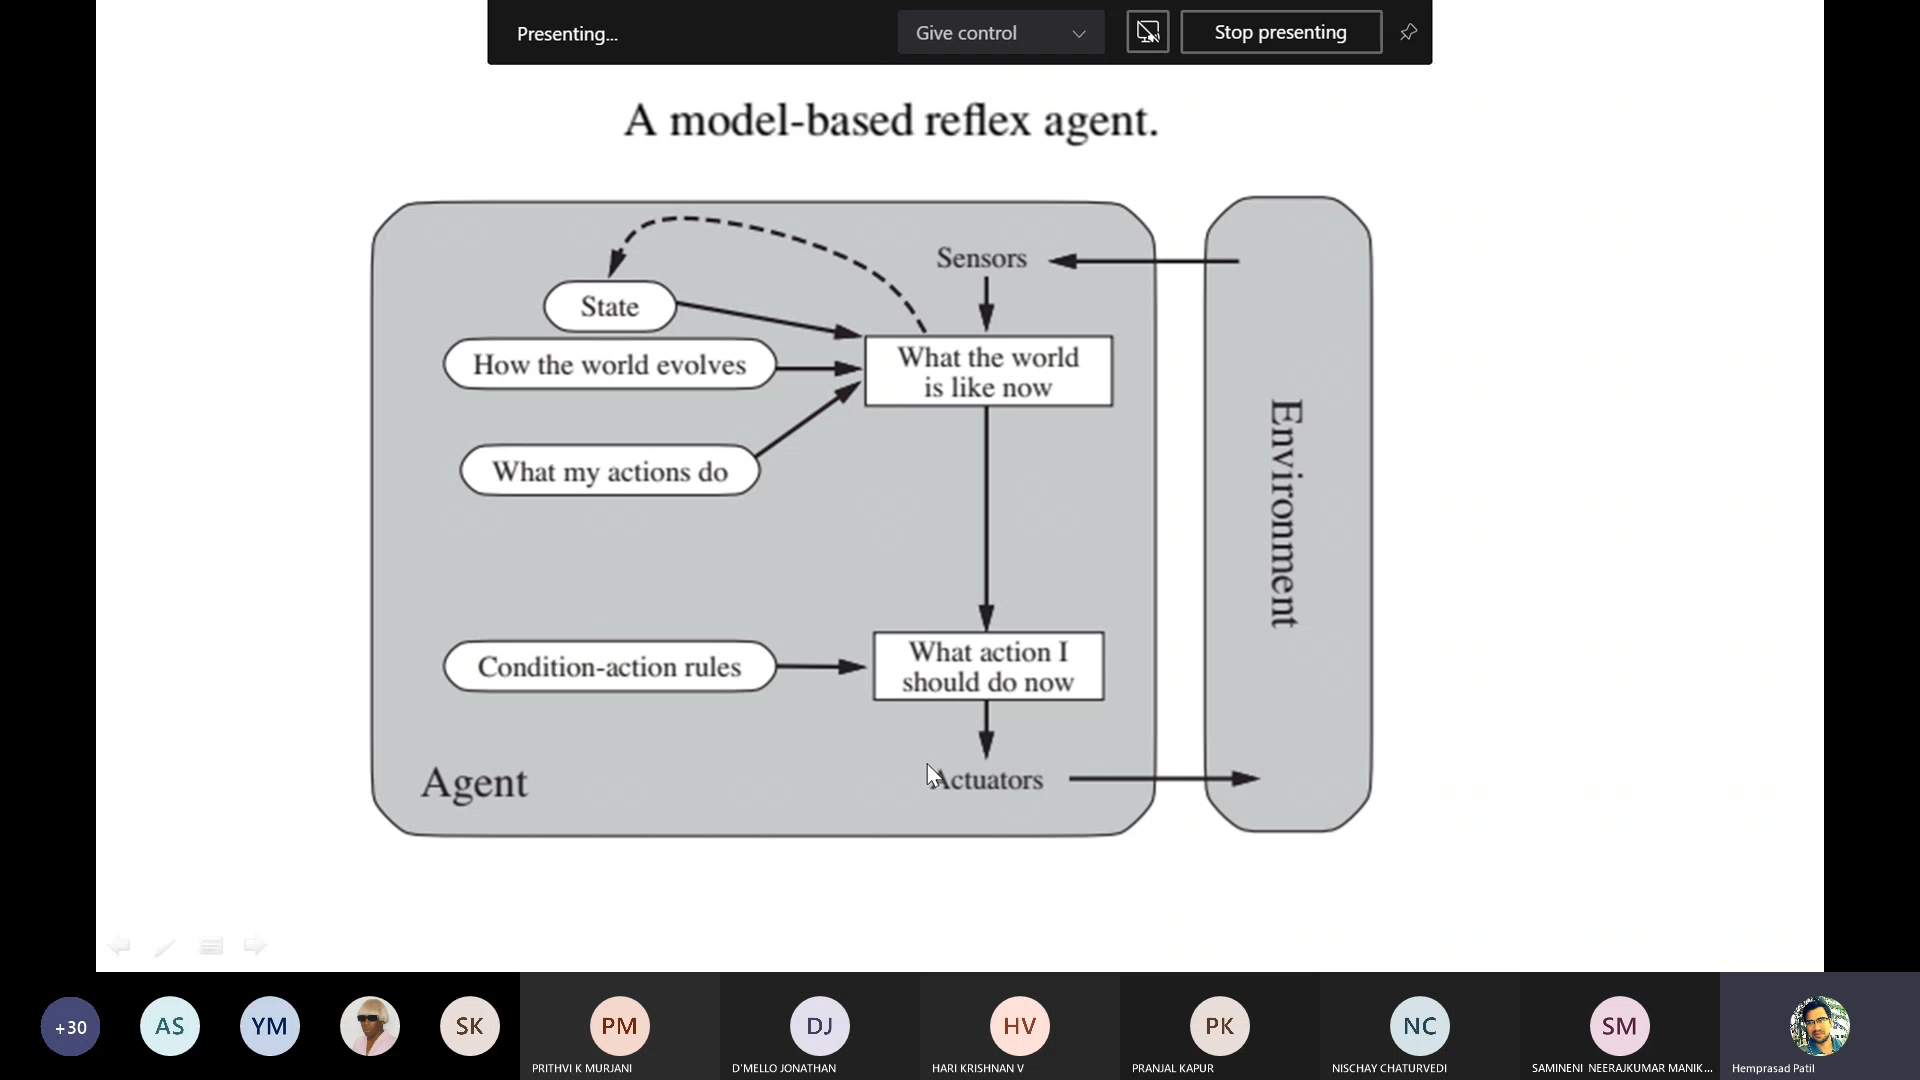 Presenting...
Give control
Stop presenting
A model-based reflex agent.
Sensors
State
How the world evolves
What the world
is like now
What my actions do
Environment
Condition-action rules
What action I
should do now
Agent
Actuators
+30
AS
YM
SK
PM
DJ
HV
PK
NC
SM
PRITHVI K MURJANI
D'MELLO JONATHAN
HARI KRISHNAN V
PRANJAL KAPUR
NISCHAY CHATURVEDI
SAMINENI NEERAJKUMAR MANIK...
Hemprasad Patil